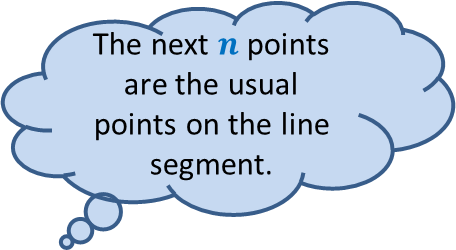 The next n points
are the usual
points on the line
segment.